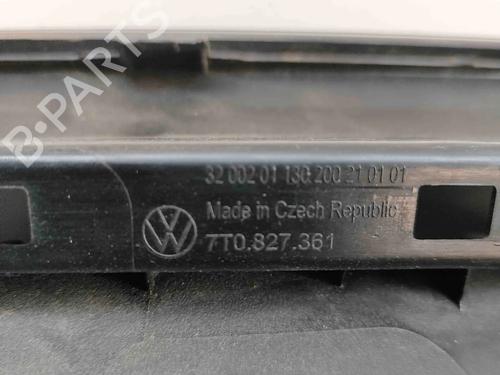 B-PARTS
32 002 01 130 200 21 01 01
Made in Czech Republic
7T0.827.361